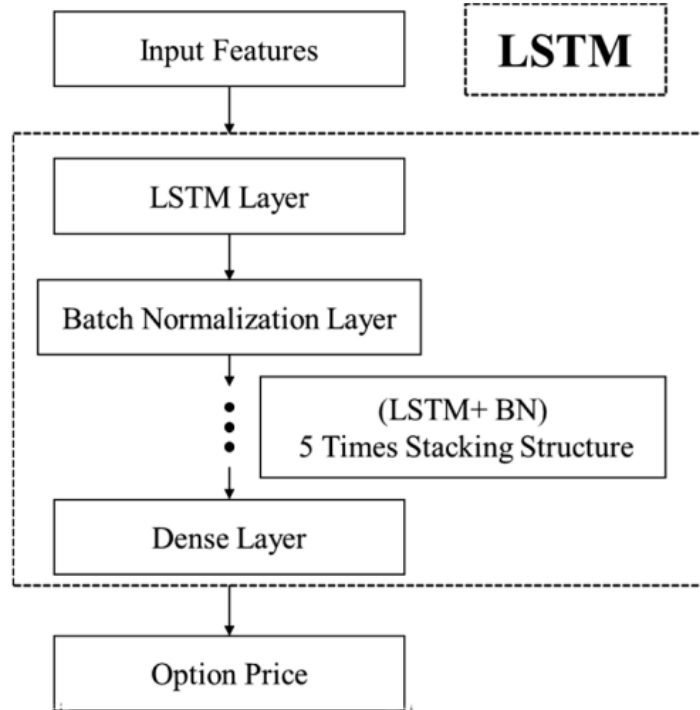 Input Features
LSTM
LSTM Layer
Batch Normalization Layer
(LSTM+ BN)
5 Times Stacking Structure
Dense Layer
Option Price